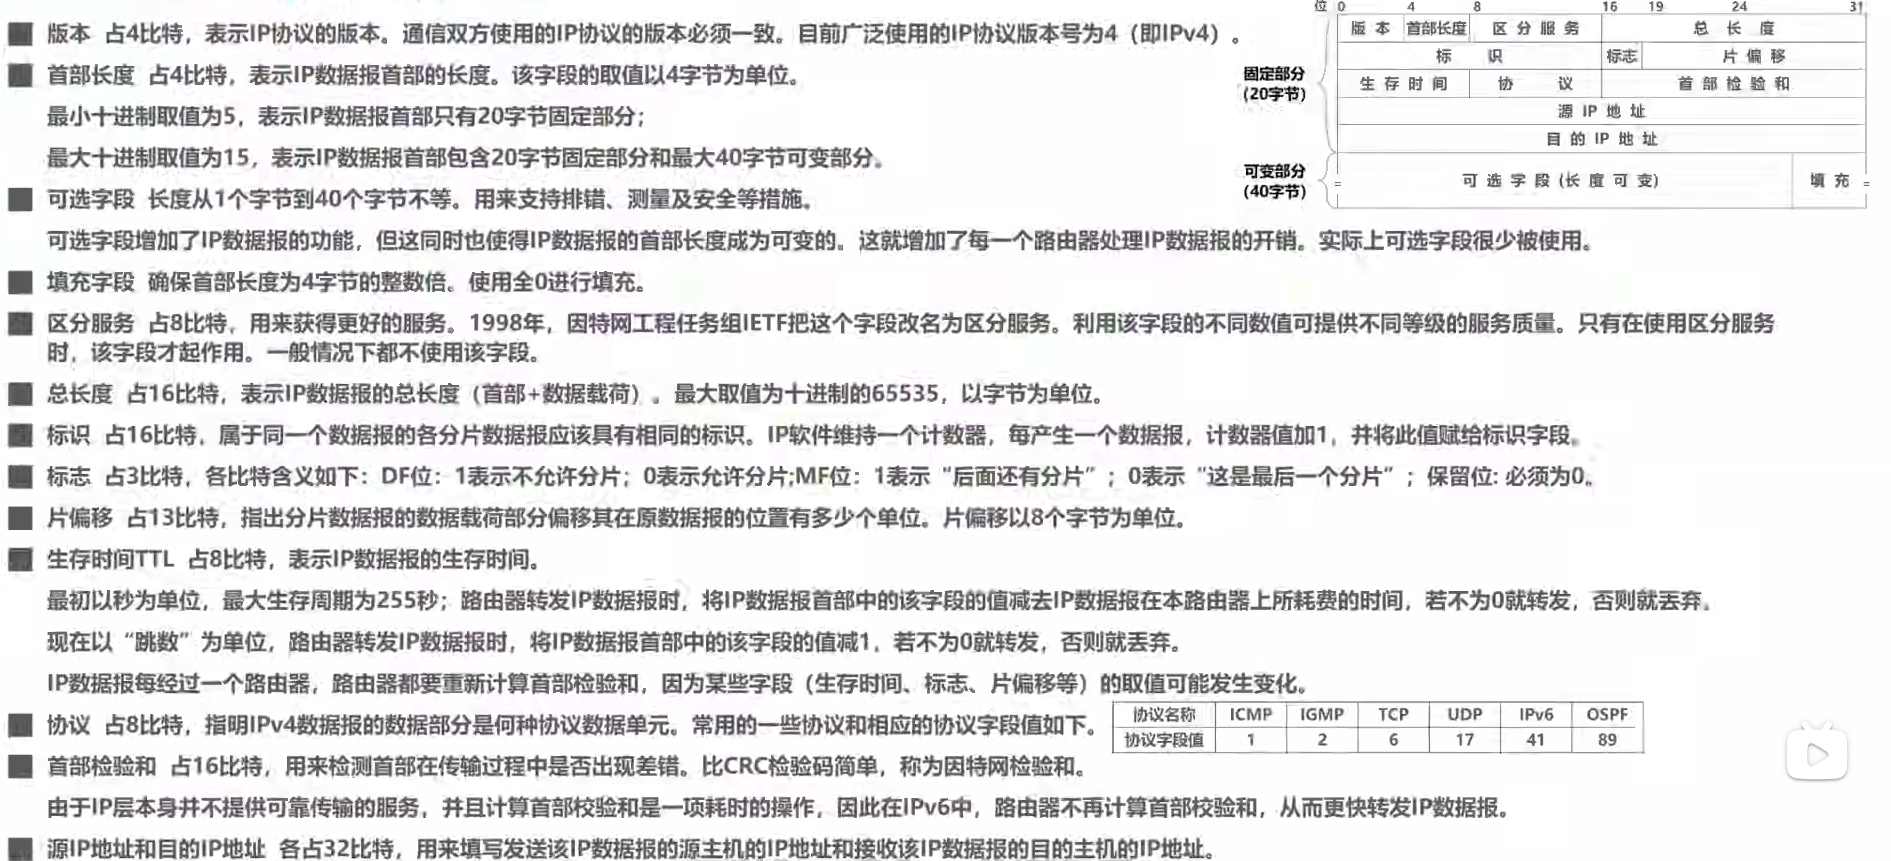 位 0 4 8 16 19 24 31
版本 首部长度 区分服务 总长度
标识 标志 片偏移
生存时间 协议 首部检验和
源IP地址
目的IP地址
可选字段(长度可变) 填充
固定部分
(20字节)
可变部分
(40字节)
版本 占4比特，表示IP协议的版本。通信双方使用的IP协议的版本必须一致。目前广泛使用的IP协议版本号为4（即IPv4）。
首部长度 占4比特，表示IP数据报首部的长度。该字段的取值以4字节为单位。
最小十进制取值为5，表示IP数据报首部只有20字节固定部分；
最大十进制取值为15，表示IP数据报首部包含20字节固定部分和最大40字节可变部分。
可选字段 长度从1个字节到40个字节不等。用来支持排错、测量及安全等措施。
可选字段增加了IP数据报的功能，但这同时也使得IP数据报的首部长度成为可变的。这就增加了每一个路由器处理IP数据报的开销。实际上可选字段很少被使用。
填充字段 确保首部长度为4字节的整数倍。使用全0进行填充。
区分服务 占8比特，用来获得更好的服务。1998年，因特网工程任务组IETF把这个字段改名为区分服务。利用该字段的不同数值可提供不同等级的服务质量。只有在使用区分服务
时，该字段才起作用。一般情况下都不使用该字段。
总长度 占16比特，表示IP数据报的总长度（首部+数据载荷）。最大取值为十进制的65535，以字节为单位。
标识 占16比特，属于同一个数据报的各分片数据报应该具有相同的标识。IP软件维持一个计数器，每产生一个数据报，计数器值加1，并将此值赋给标识字段。
标志 占3比特，各比特含义如下：DF位：1表示不允许分片；0表示允许分片;MF位：1表示“后面还有分片”；0表示“这是最后一个分片”；保留位: 必须为0。
片偏移 占13比特，指出分片数据报的数据载荷部分偏移其在原数据报的位置有多少个单位。片偏移以8个字节为单位。
生存时间TTL 占8比特，表示IP数据报的生存时间。
最初以秒为单位，最大生存周期为255秒；路由器转发IP数据报时，将IP数据报首部中的该字段的值减去IP数据报在本路由器上所耗费的时间，若不为0就转发，否则就丢弃。
现在以“跳数”为单位，路由器转发IP数据报时，将IP数据报首部中的该字段的值减1，若不为0就转发，否则就丢弃。
IP数据报每经过一个路由器，路由器都要重新计算首部检验和，因为某些字段（生存时间、标志、片偏移等）的取值可能发生变化。
协议 占8比特，指明IPv4数据报的数据部分是何种协议数据单元。常用的一些协议和相应的协议字段值如下。
协议名称 ICMP IGMP TCP UDP IPv6 OSPF
协议字段值 1 2 6 17 41 89
首部检验和 占16比特，用来检测首部在传输过程中是否出现差错。比CRC检验码简单，称为因特网检验和。
由于IP层本身并不提供可靠传输的服务，并且计算首部校验和是一项耗时的操作，因此在IPv6中，路由器不再计算首部校验和，从而更快转发IP数据报。
源IP地址和目的IP地址 各占32比特，用来填写发送该IP数据报的源主机的IP地址和接收该IP数据报的目的主机的IP地址。